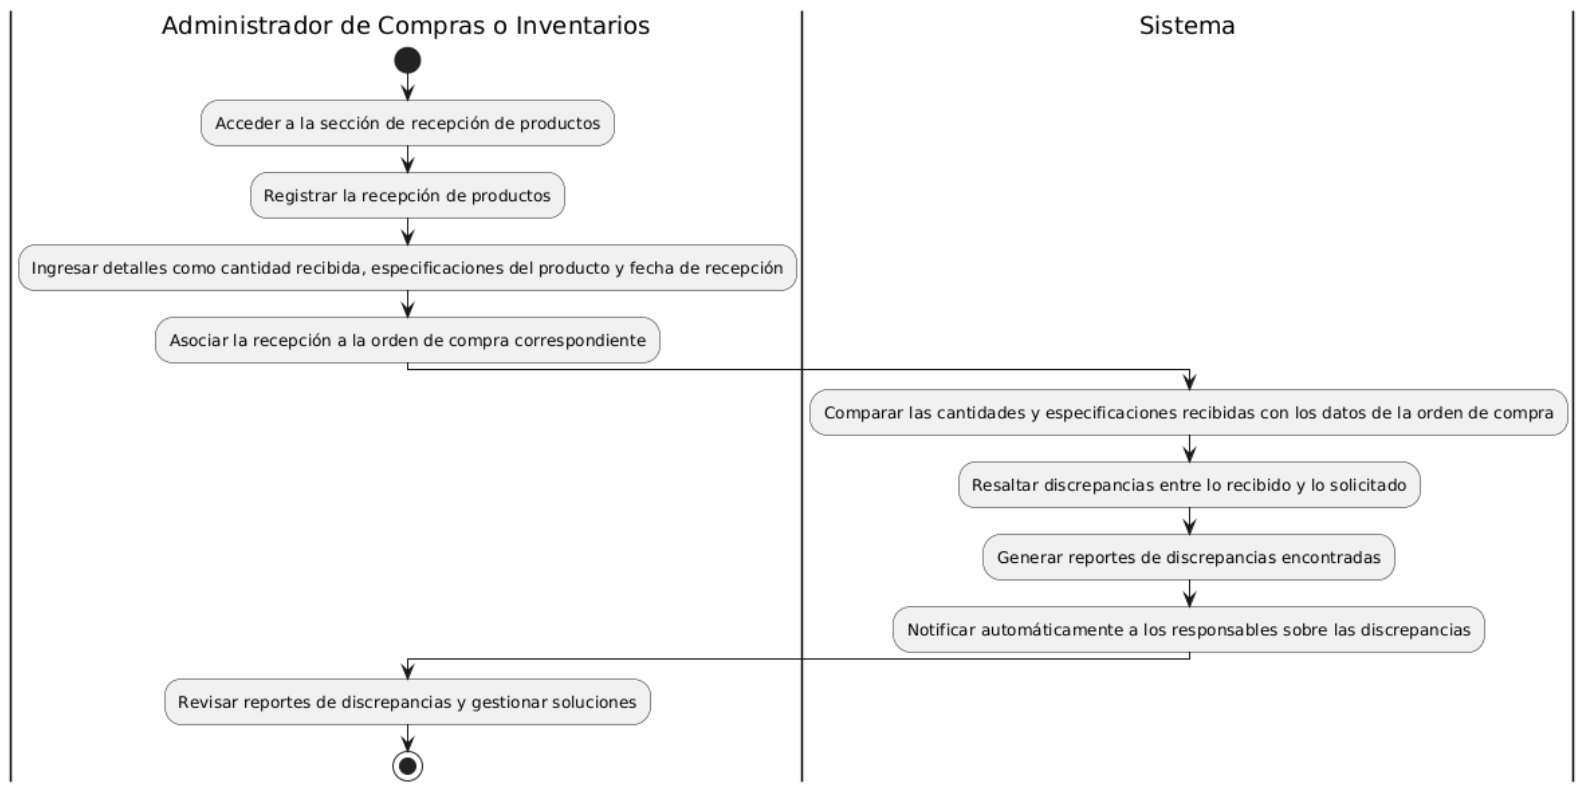 Administrador de Compras o Inventarios
Sistema
Acceder a la sección de recepción de productos
Registrar la recepción de productos
Ingresar detalles como cantidad recibida, especificaciones del producto y fecha de recepción
Asociar la recepción a la orden de compra correspondiente
Comparar las cantidades y especificaciones recibidas con los datos de la orden de compra
Resaltar discrepancias entre lo recibido y lo solicitado
Generar reportes de discrepancias encontradas
Notificar automáticamente a los responsables sobre las discrepancias
Revisar reportes de discrepancias y gestionar soluciones